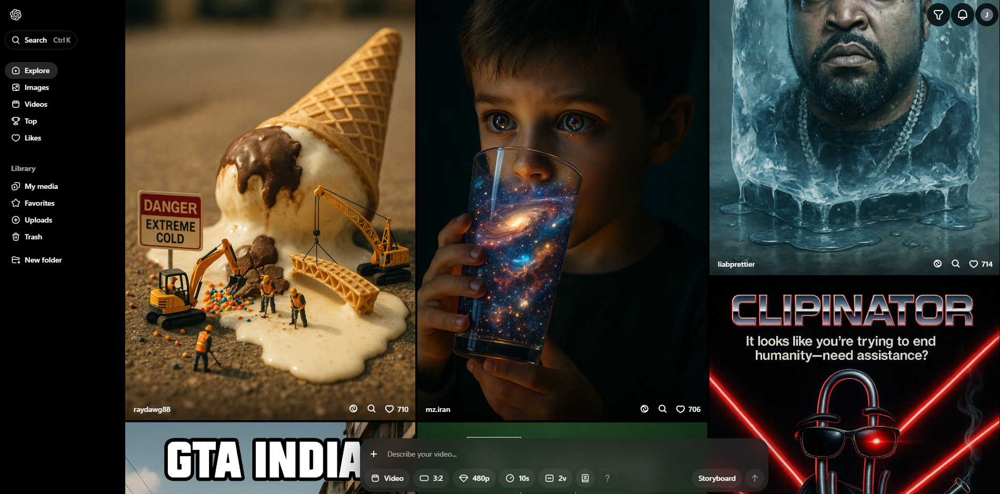 Search Ctrl K
Explore
Images
Videos
Top
Likes
Library
My media
Favorites
Uploads
Trash
New folder
DANGER
EXTREME
COLD
raydawg88 710
mz.iran 706
J
liabprettier 714
CLIPINATOR
It looks like you’re trying to end
humanity—need assistance?
GTA INDIA
Describe your video...
Video 3:2 480p 10s 2v ? Storyboard